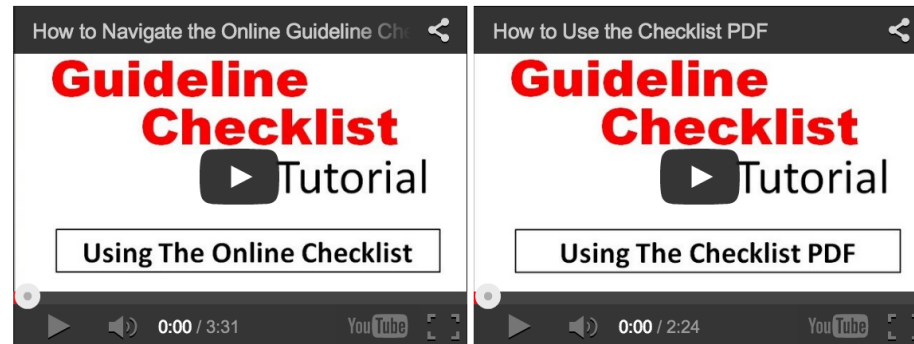 How to Navigate the Online Guideline
Guideline
Checklist
Tutorial
Using The Online Checklist
0:00 / 3:31
YouTube
How to Use the Checklist PDF
Guideline
Checklist
Tutorial
Using The Checklist PDF
0:00 / 2:24
YouTube